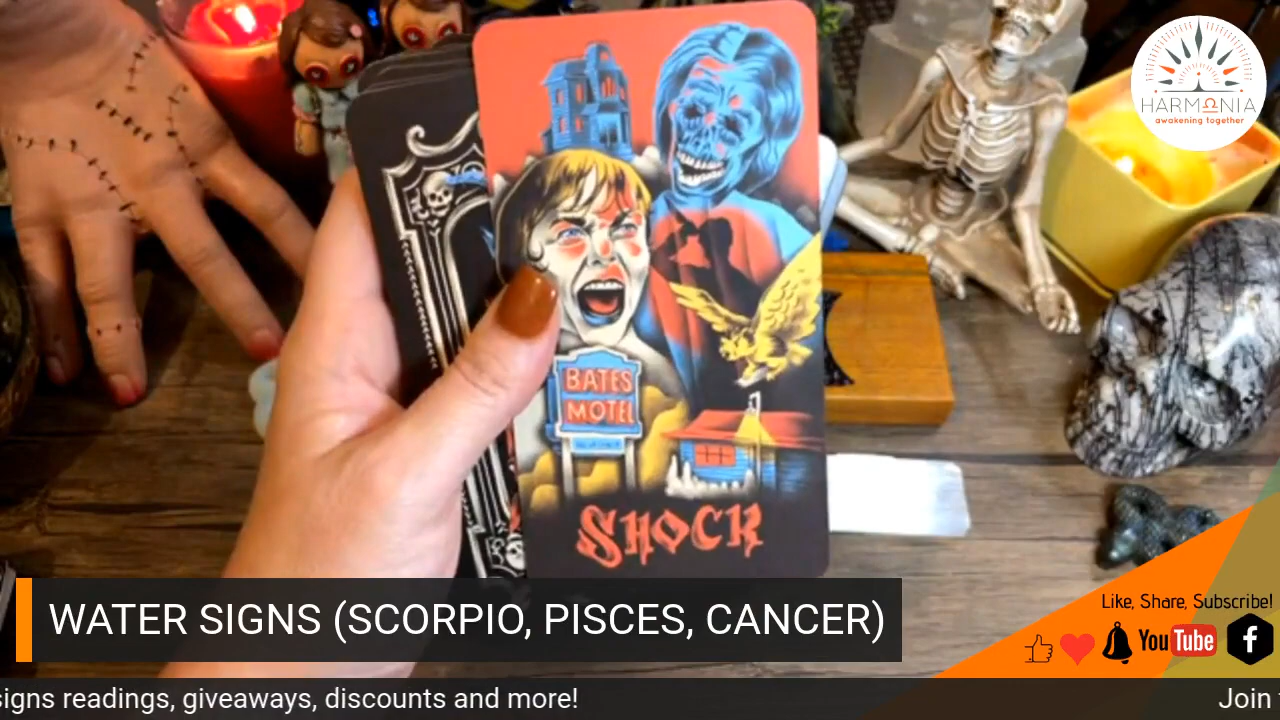 HARMΩNIA
awakening together
BATES
MOTEL
SHOCK
WATER SIGNS (SCORPIO, PISCES, CANCER)
Like, Share, Subscribe!
YouTube
f
signs readings, giveaways, discounts and more!
Join